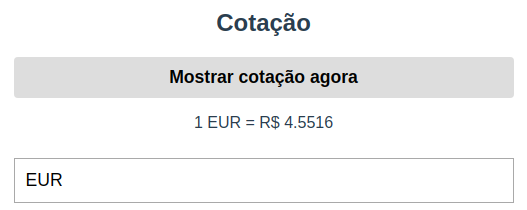 Cotação
Mostrar cotação agora
1 EUR = R$ 4.5516
EUR